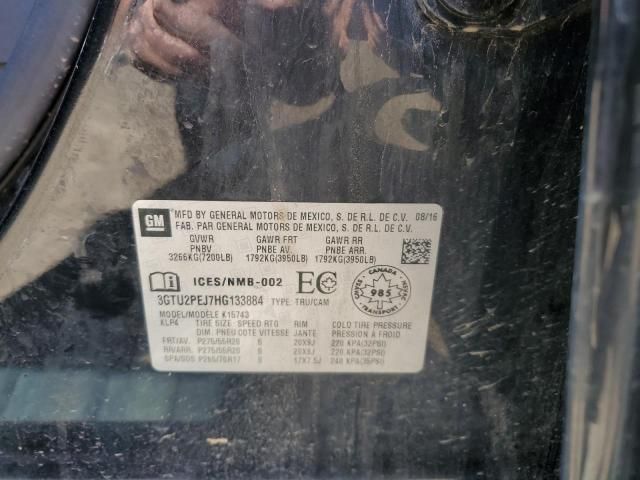 GM MFD BY GENERAL MOTORS DE MEXICO, S. DE R.L. DE C.V. 08/16
FAB. PAR GENERAL MOTORS DE MEXICO, S. DE R.L. DE C.V.
GVWR GAWR FRT GAWR RR
PNBV PNBE AV. PNBE ARR.
3266KG(7200LB) 1792KG(3950LB) 1792KG(3950LB)
ICES/NMB-002 EC CANADA 985 TRANSPORT
3GTU2PEJ7HG133884 TYPE: TRU/CAM
MODEL/MODELE K15743
KLP4 TIRE SIZE SPEED RTG RIM COLD TIRE PRESSURE
DIM. PNEU COTE VITESSE JANTE PRESSION À FROID
FRT/AV. P275/55R20 S 20X9J 220 KPA(32PSI)
RR/ARR. P275/55R20 S 20X9J 220 KPA(32PSI)
SPA/SOS P265/70R17 S 17X7.5J 240 KPA(35PSI)